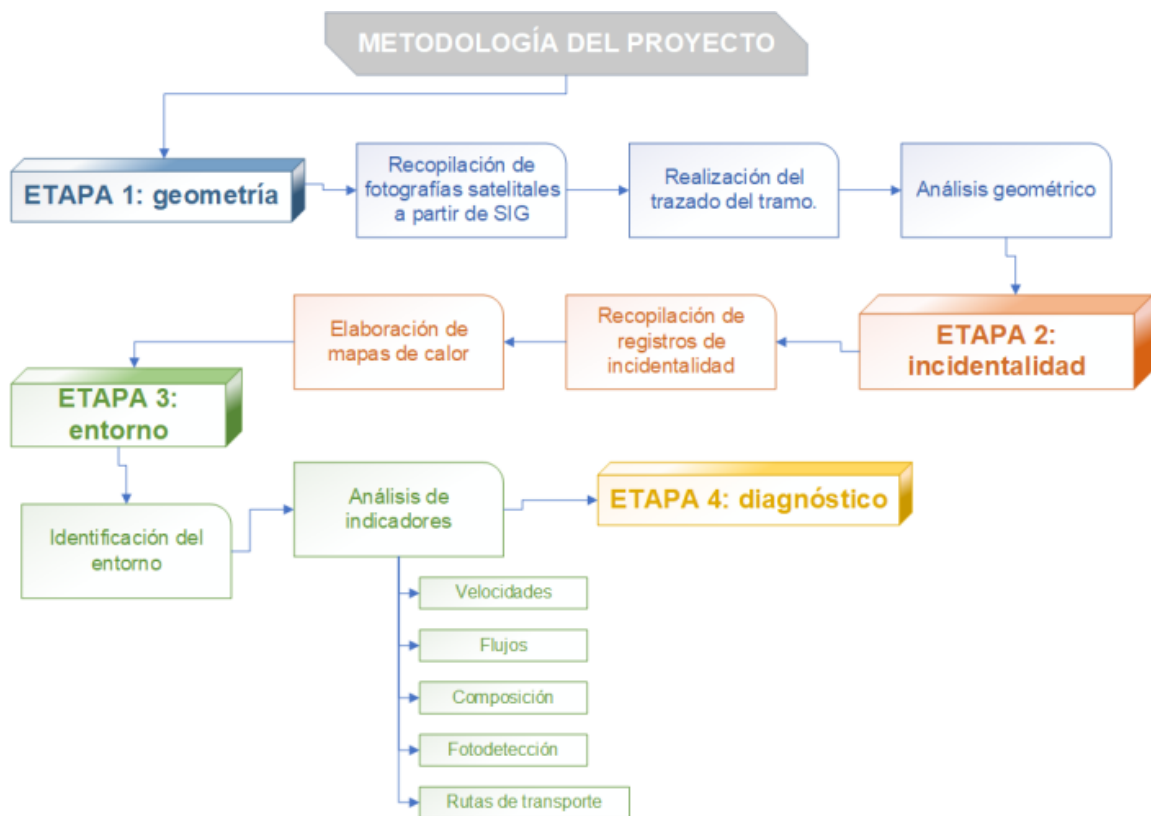 METODOLOGÍA DEL PROYECTO
ETAPA 1: geometría
Recopilación de
fotografías satelitales
a partir de SIG
Realización del
trazado del tramo.
Análisis geométrico
ETAPA 2:
incidentalidad
Recopilación de
registros de
incidentalidad
Elaboración de
mapas de calor
ETAPA 3:
entorno
Identificación del
entorno
Análisis de
indicadores
Velocidades
Flujos
Composición
Fotodetección
Rutas de transporte
ETAPA 4: diagnóstico